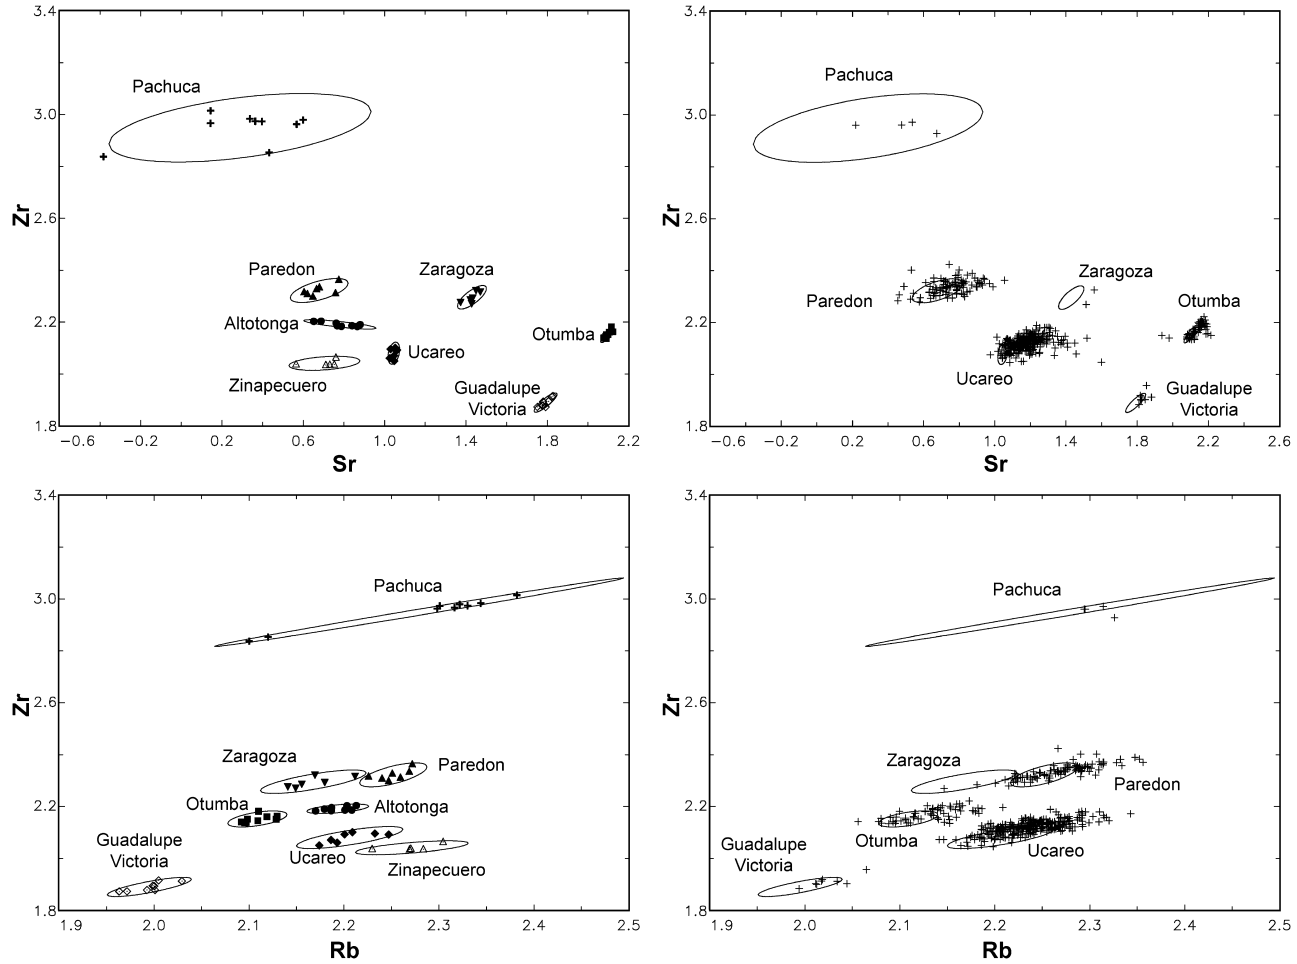 3.4
3.0
2.6
2.2
1.8
Zr
Pachuca
Paredon
Zaragoza
Altotonga
Otumba
Ucareo
Zinapecuero
Guadalupe
Victoria
−0.6
−0.2
0.2
0.6
1.0
1.4
1.8
2.2
Sr
3.4
3.0
2.6
2.2
1.8
Zr
Pachuca
Zaragoza
Paredon
Otumba
Ucareo
Guadalupe
Victoria
−0.6
−0.2
0.2
0.6
1.0
1.4
1.8
2.2
2.6
Sr
3.4
3.0
2.6
2.2
1.8
Zr
Pachuca
Zaragoza
Paredon
Otumba
Altotonga
Guadalupe
Victoria
Ucareo
Zinapecuero
1.9
2.0
2.1
2.2
2.3
2.4
2.5
Rb
3.4
3.0
2.6
2.2
1.8
Zr
Pachuca
Zaragoza
Paredon
Otumba
Ucareo
Guadalupe
Victoria
1.9
2.0
2.1
2.2
2.3
2.4
2.5
Rb